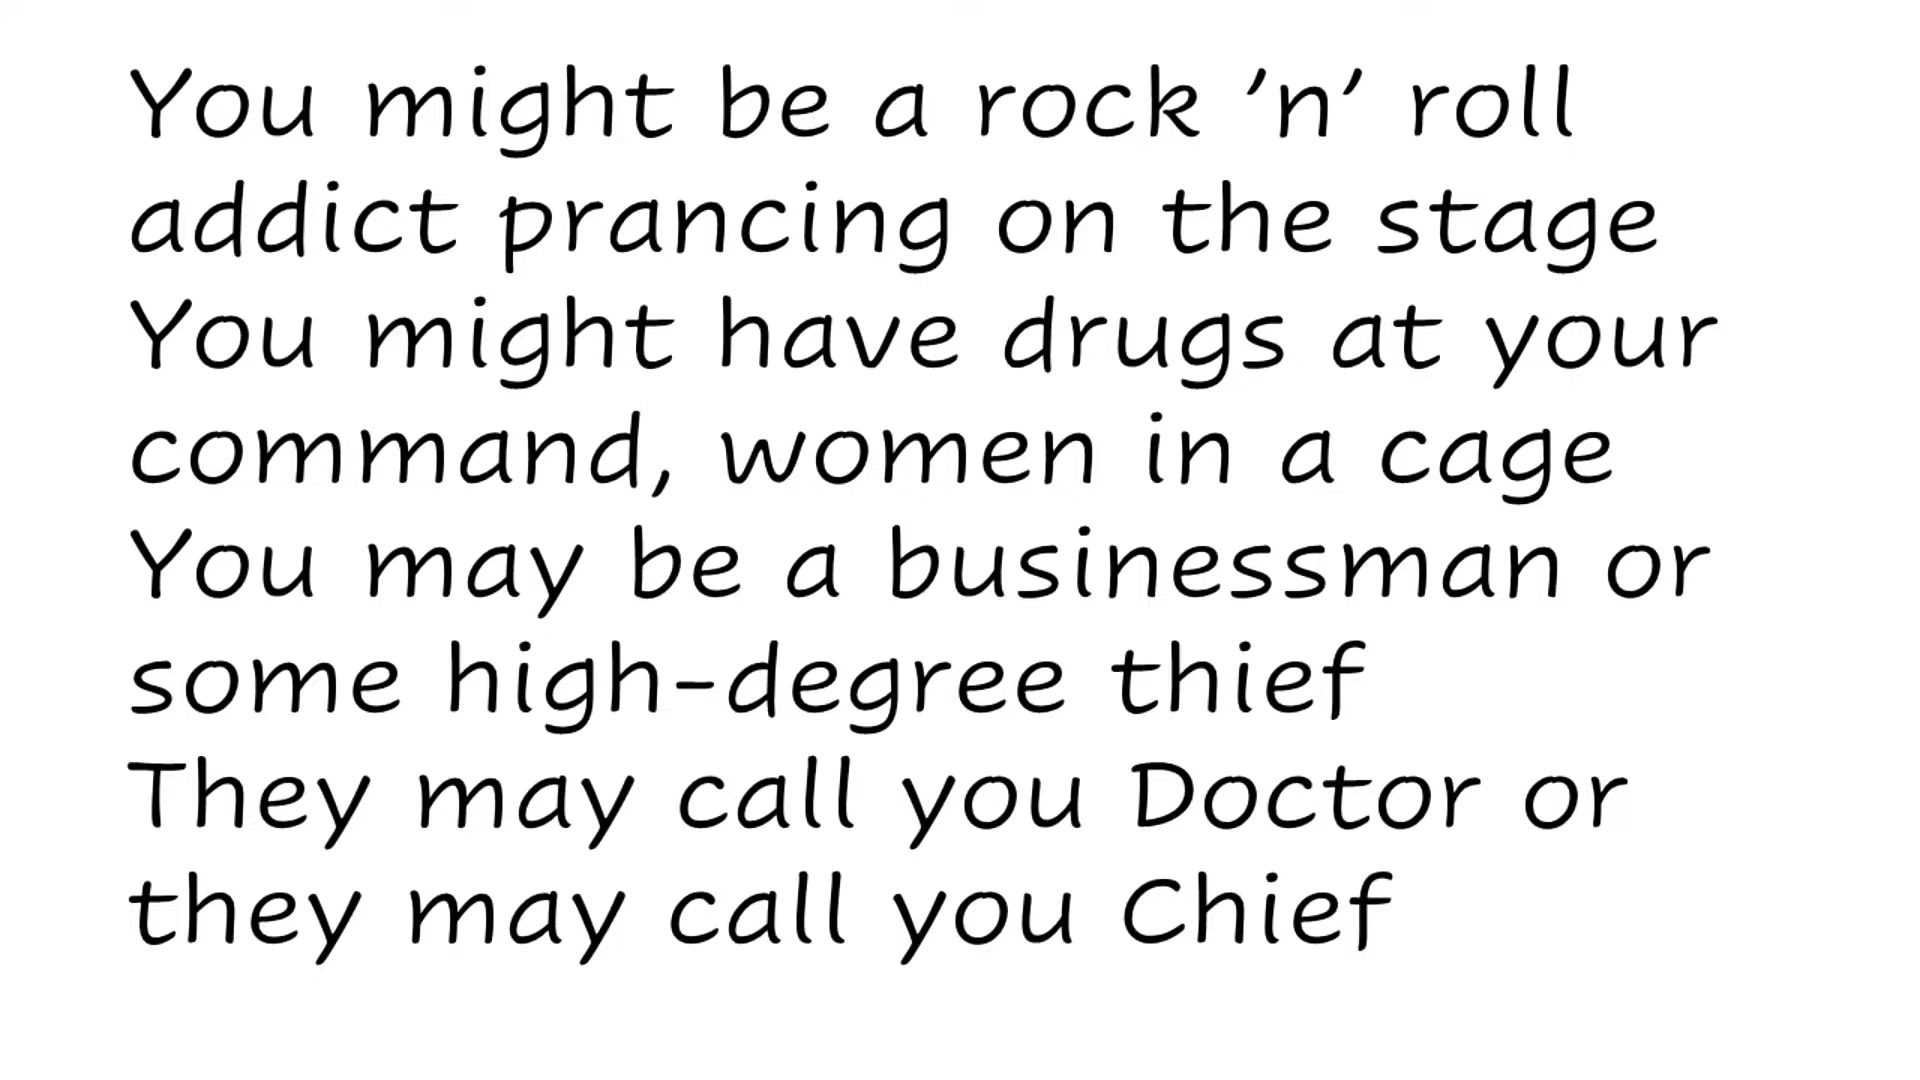 You might be a rock ’n’ roll
addict prancing on the stage
You might have drugs at your
command, women in a cage
You may be a businessman or
some high-degree thief
They may call you Doctor or
they may call you Chief